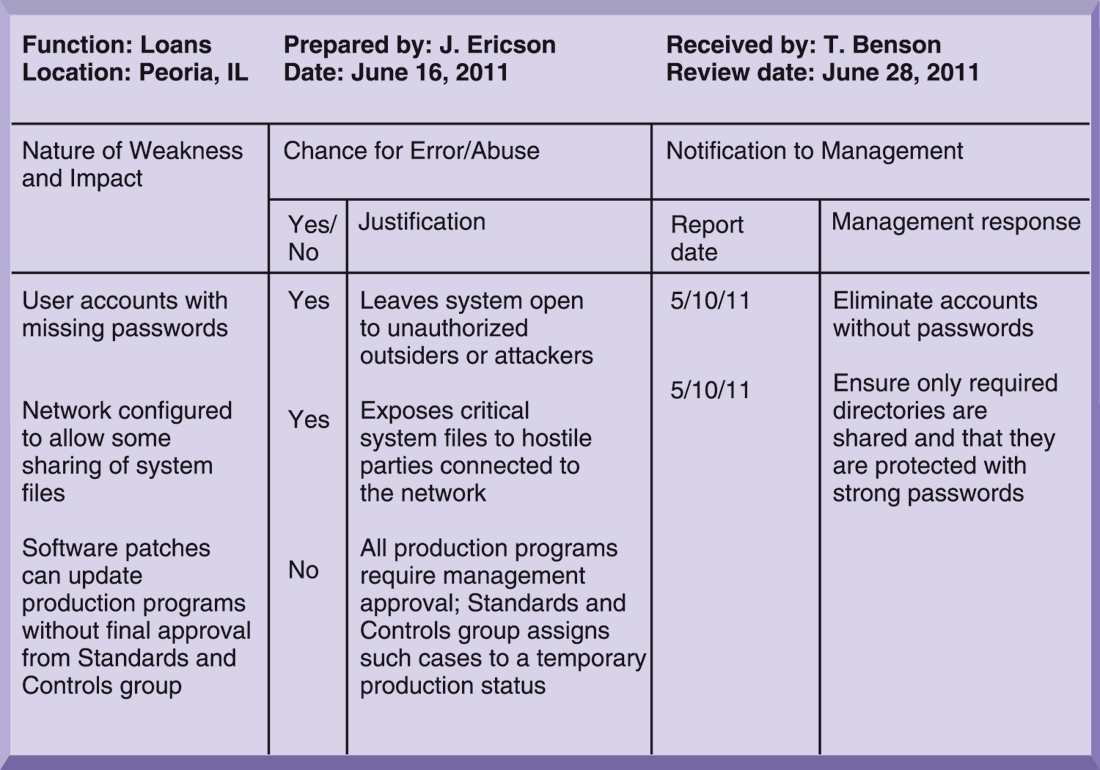 Function: Loans
Location: Peoria, IL
Prepared by: J. Ericson
Date: June 16, 2011
Received by: T. Benson
Review date: June 28, 2011
Nature of Weakness
and Impact
Chance for Error/Abuse
Notification to Management
Yes/
No
Justification
Report
date
Management response
User accounts with
missing passwords
Yes
Leaves system open
to unauthorized
outsiders or attackers
5/10/11
Eliminate accounts
without passwords
Network configured
to allow some
sharing of system
files
Yes
Exposes critical
system files to hostile
parties connected to
the network
5/10/11
Ensure only required
directories are
shared and that they
are protected with
strong passwords
Software patches
can update
production programs
without final approval
from Standards and
Controls group
No
All production programs
require management
approval; Standards and
Controls group assigns
such cases to a temporary
production status